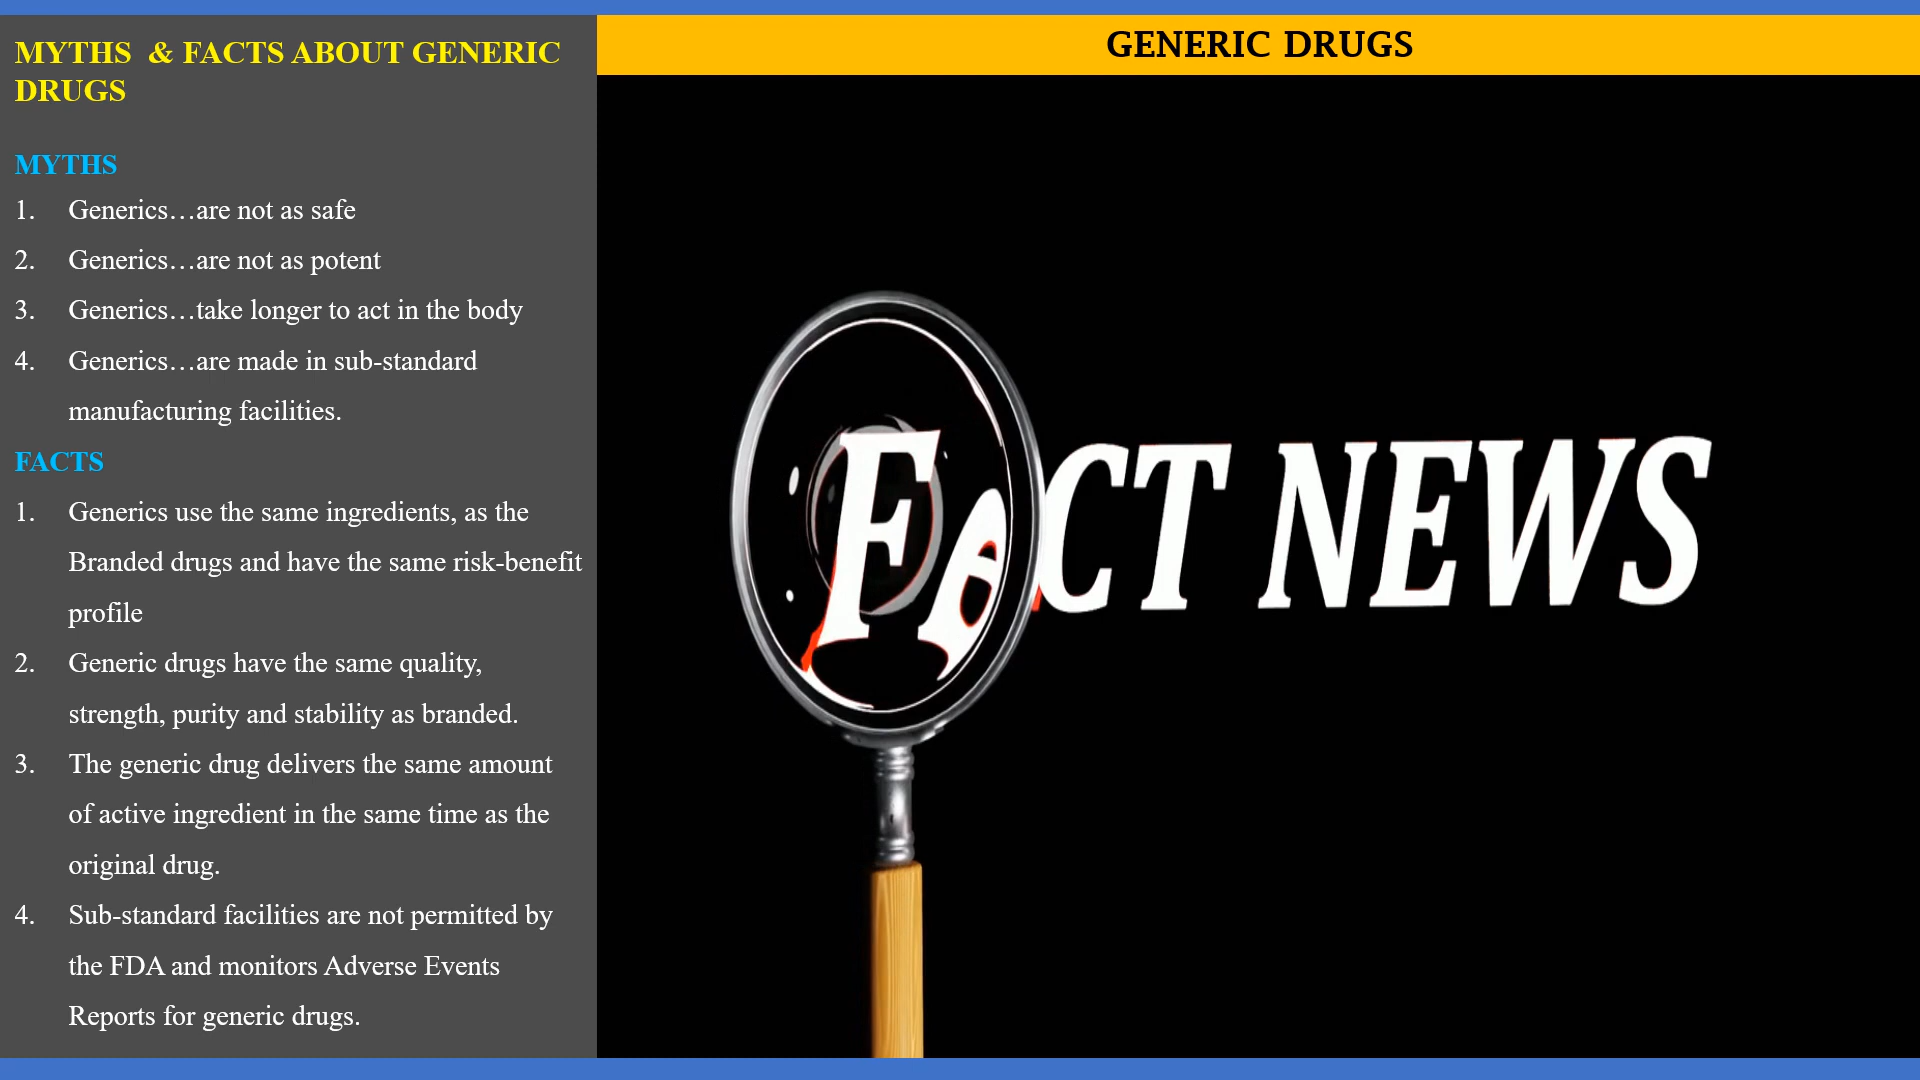 MYTHS & FACTS ABOUT GENERIC
DRUGS
MYTHS
1. Generics…are not as safe
2. Generics…are not as potent
3. Generics…take longer to act in the body
4. Generics…are made in sub-standard
manufacturing facilities.
FACTS
1. Generics use the same ingredients, as the
Branded drugs and have the same risk-benefit
profile
2. Generic drugs have the same quality,
strength, purity and stability as branded.
3. The generic drug delivers the same amount
of active ingredient in the same time as the
original drug.
4. Sub-standard facilities are not permitted by
the FDA and monitors Adverse Events
Reports for generic drugs.
GENERIC DRUGS
FACT NEWS